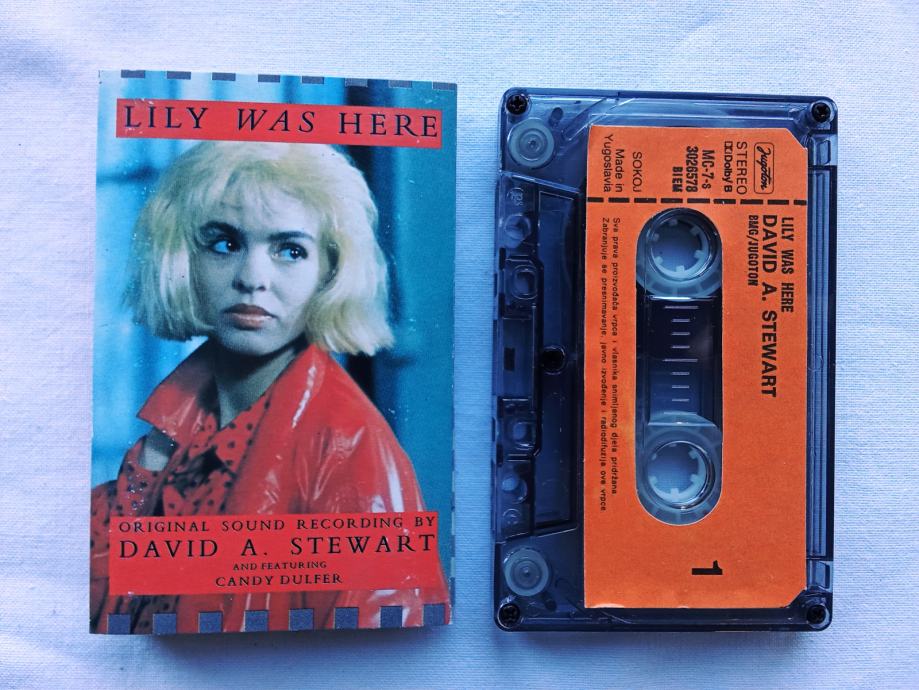 LILY WAS HERE
ORIGINAL SOUND RECORDING BY
DAVID A. STEWART
AND FEATURING
CANDY DULFER
Jugoton
STEREO
Dolby B
MC-7-S
3026578
BIEM
SOKOJ
Made in
Yugoslavia
LILY WAS HERE
DAVID A. STEWART
BMG/JUGOTON
Sva prava proizvođača vrpce i vlasnika snimljenog djela pridržana.
Zabranjuje se presnimavanje, javno izvođenje i radiodifuzija ove vrpce.
1